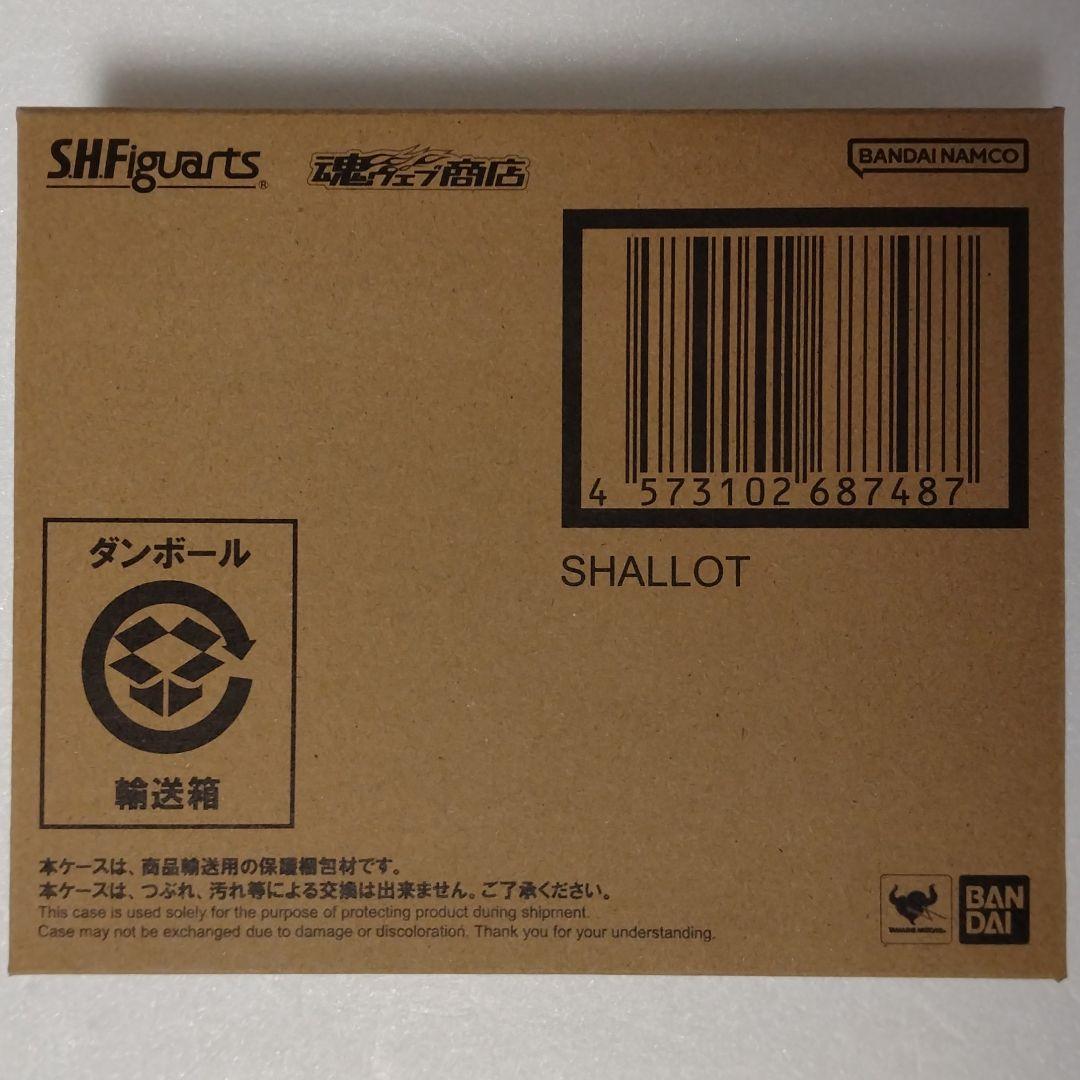 S.H.Figuarts®
魂ウェブ商店
BANDAI NAMCO
4 573102 687487
SHALLOT
ダンボール
輸送箱
本ケースは、商品輸送用の保護梱包材です。
本ケースは、つぶれ、汚れ等による交換は出来ません。ご了承ください。
This case is used solely for the purpose of protecting product during shipment.
Case may not be exchanged due to damage or discoloration. Thank you for your understanding.
TAMASHII NATIONS
BAN
DAI